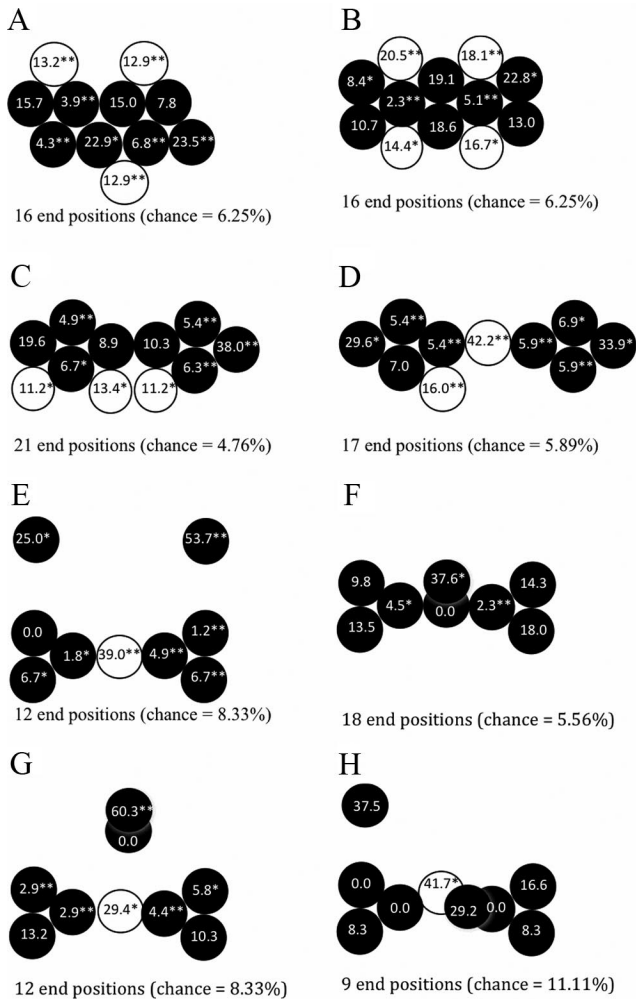 A
13.2** 12.9**
15.7 3.9** 15.0 7.8
4.3** 22.9* 6.8** 23.5**
12.9**
16 end positions (chance = 6.25%)
B
20.5** 18.1**
8.4* 19.1 22.8*
2.3** 5.1**
10.7 18.6 13.0
14.4* 16.7*
16 end positions (chance = 6.25%)
C
4.9** 5.4**
19.6 8.9 10.3 38.0**
6.7* 6.3**
11.2* 13.4* 11.2*
21 end positions (chance = 4.76%)
D
5.4** 6.9*
29.6* 5.4** 42.2** 5.9** 33.9*
7.0 5.9**
16.0**
17 end positions (chance = 5.89%)
E
25.0* 53.7**
0.0 1.2**
1.8* 39.0** 4.9**
6.7* 6.7**
12 end positions (chance = 8.33%)
F
9.8 37.6* 14.3
4.5* 0.0 2.3**
13.5 18.0
18 end positions (chance = 5.56%)
G
60.3**
0.0
2.9** 5.8*
2.9** 29.4* 4.4**
13.2 10.3
12 end positions (chance = 8.33%)
H
37.5
0.0 41.7* 16.6
0.0 29.2 0.0
8.3 8.3
9 end positions (chance = 11.11%)